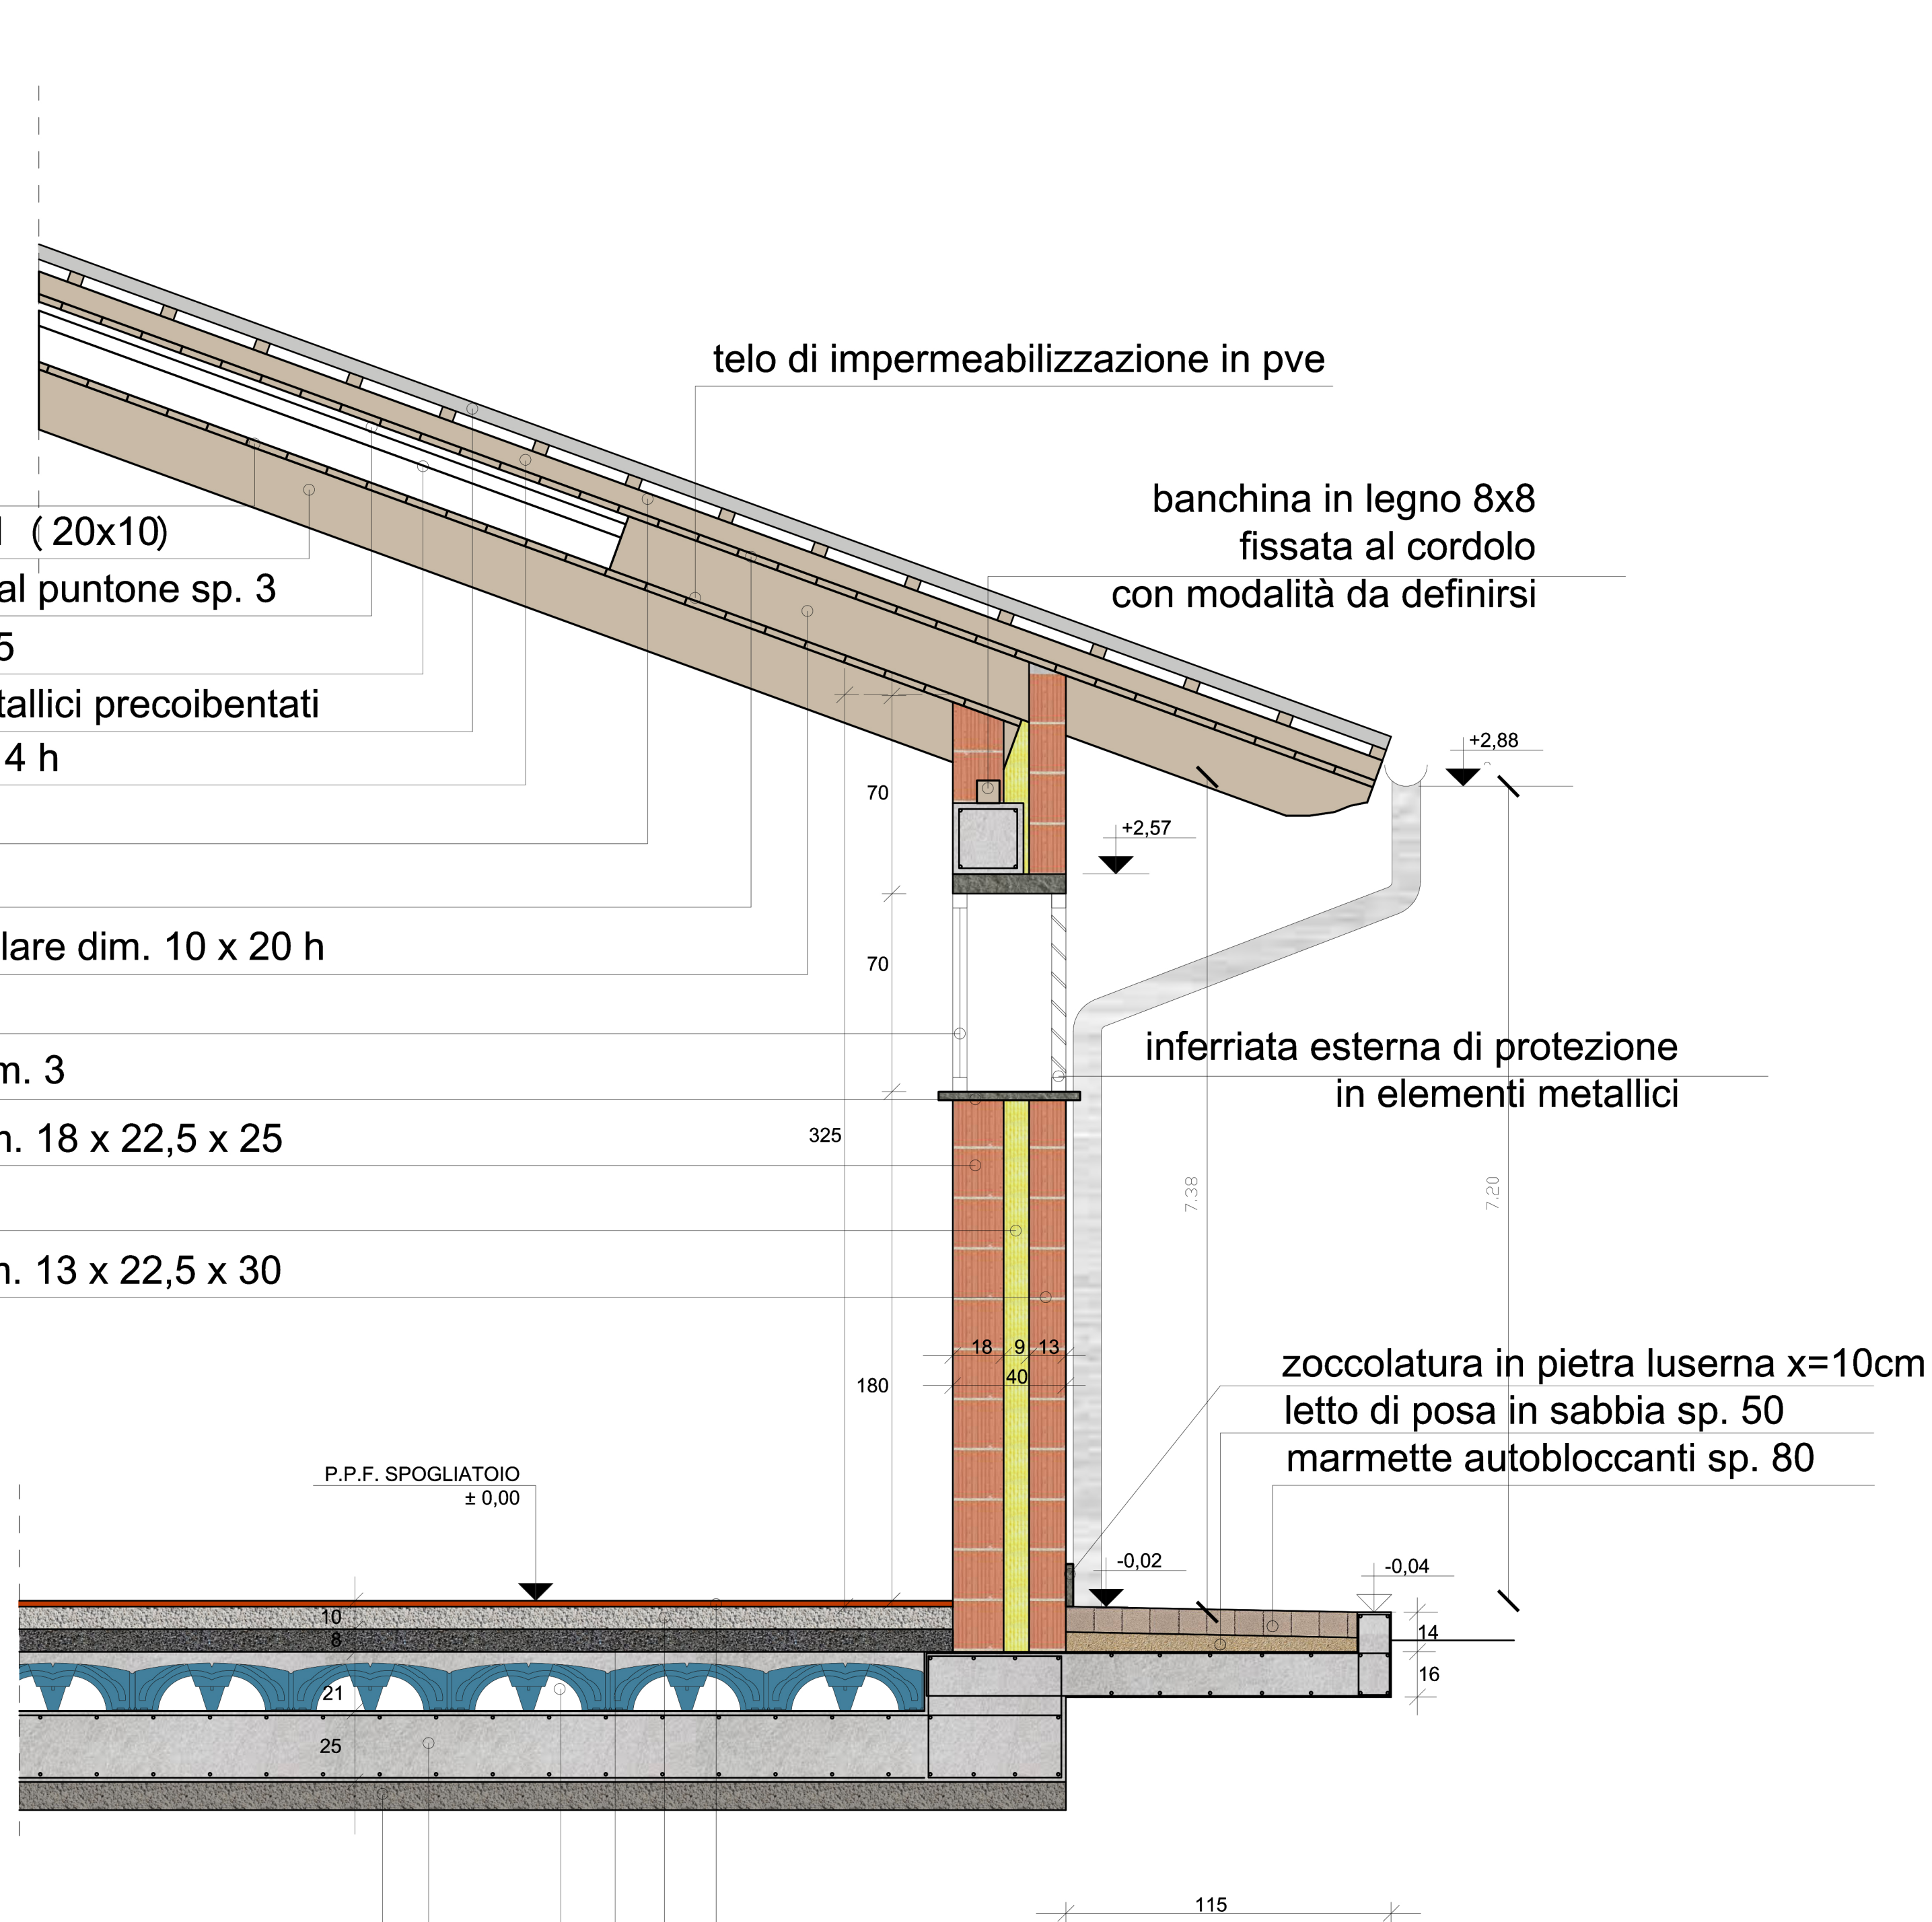 telo di impermeabilizzazione in pve
banchina in legno 8x8
fissata al cordolo
con modalità da definirsi
( 20x10)
al puntone sp. 3
5
tallici precoibentati
4 h
lare dim. 10 x 20 h
m. 3
n. 18 x 22,5 x 25
n. 13 x 22,5 x 30
+2,88
+2,57
70
70
325
180
inferriata esterna di protezione
in elementi metallici
7.38
7.20
18 9 13
40
zoccolatura in pietra luserna x=10cm
letto di posa in sabbia sp. 50
marmette autobloccanti sp. 80
P.P.F. SPOGLIATOIO
± 0,00
-0,02
-0,04
10
8
21
25
14
16
115